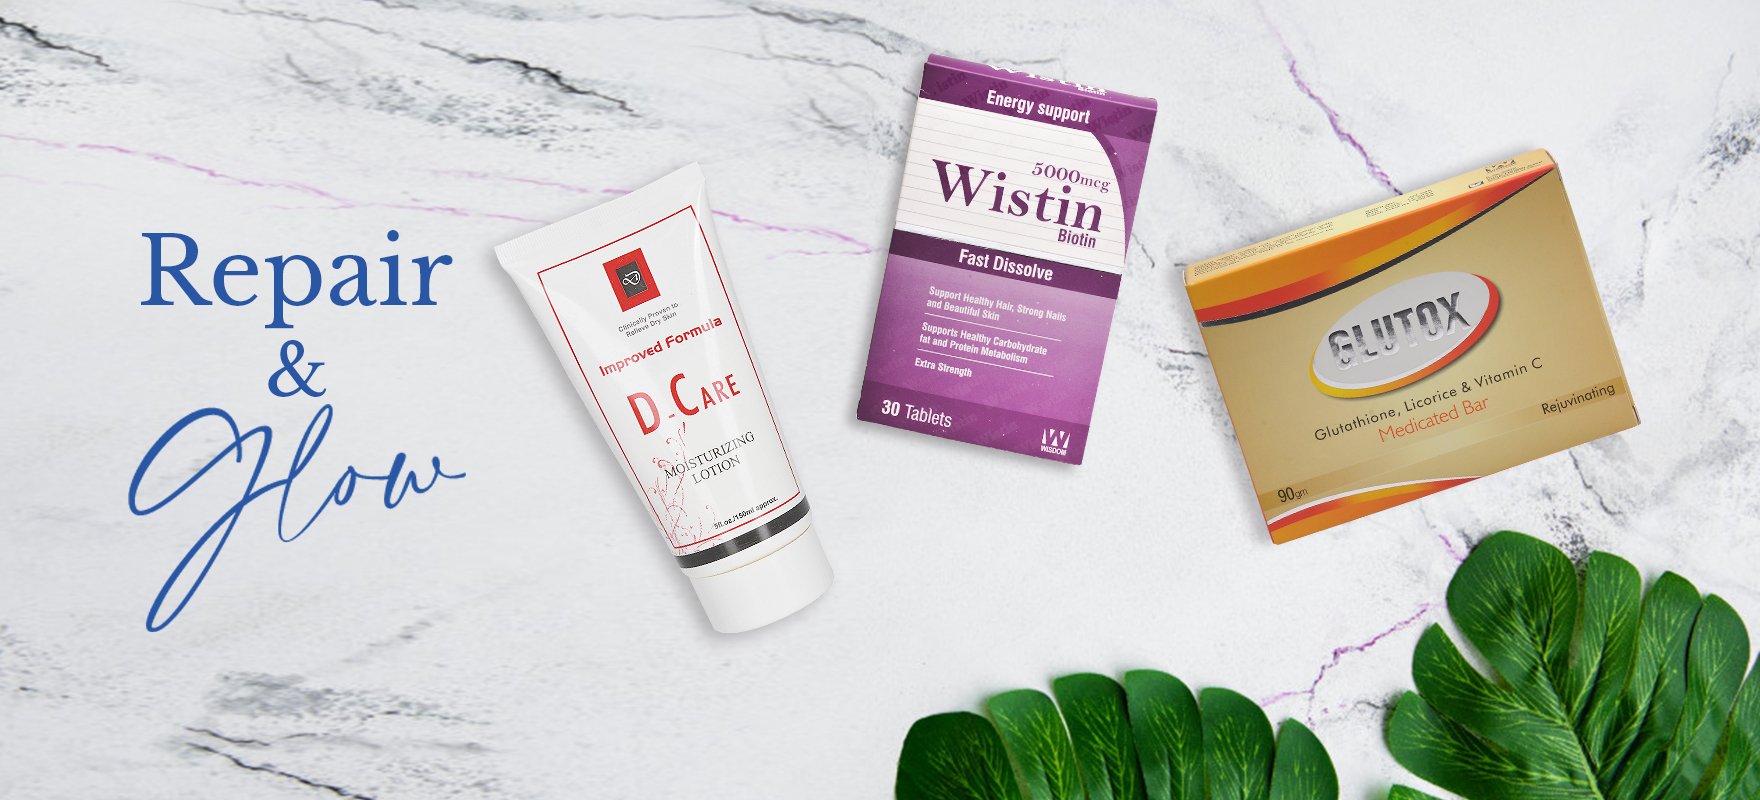 Repair
&
Glow
Clinically Proven to
Relieve Dry Skin
Improved Formula
D-CARE
MOISTURIZING
LOTION
5fl.oz./150ml approx.
Wistin
Biotin
Energy support
5000mcg
Wistin
Biotin
Fast Dissolve
Support Healthy Hair, Strong Nails
and Beautiful Skin
Supports Healthy Carbohydrate
fat and Protein Metabolism
Extra Strength
30 Tablets
W
WISDOM
GLUTOX
Glutathione, Licorice & Vitamin C
Medicated Bar
Rejuvinating
90gm